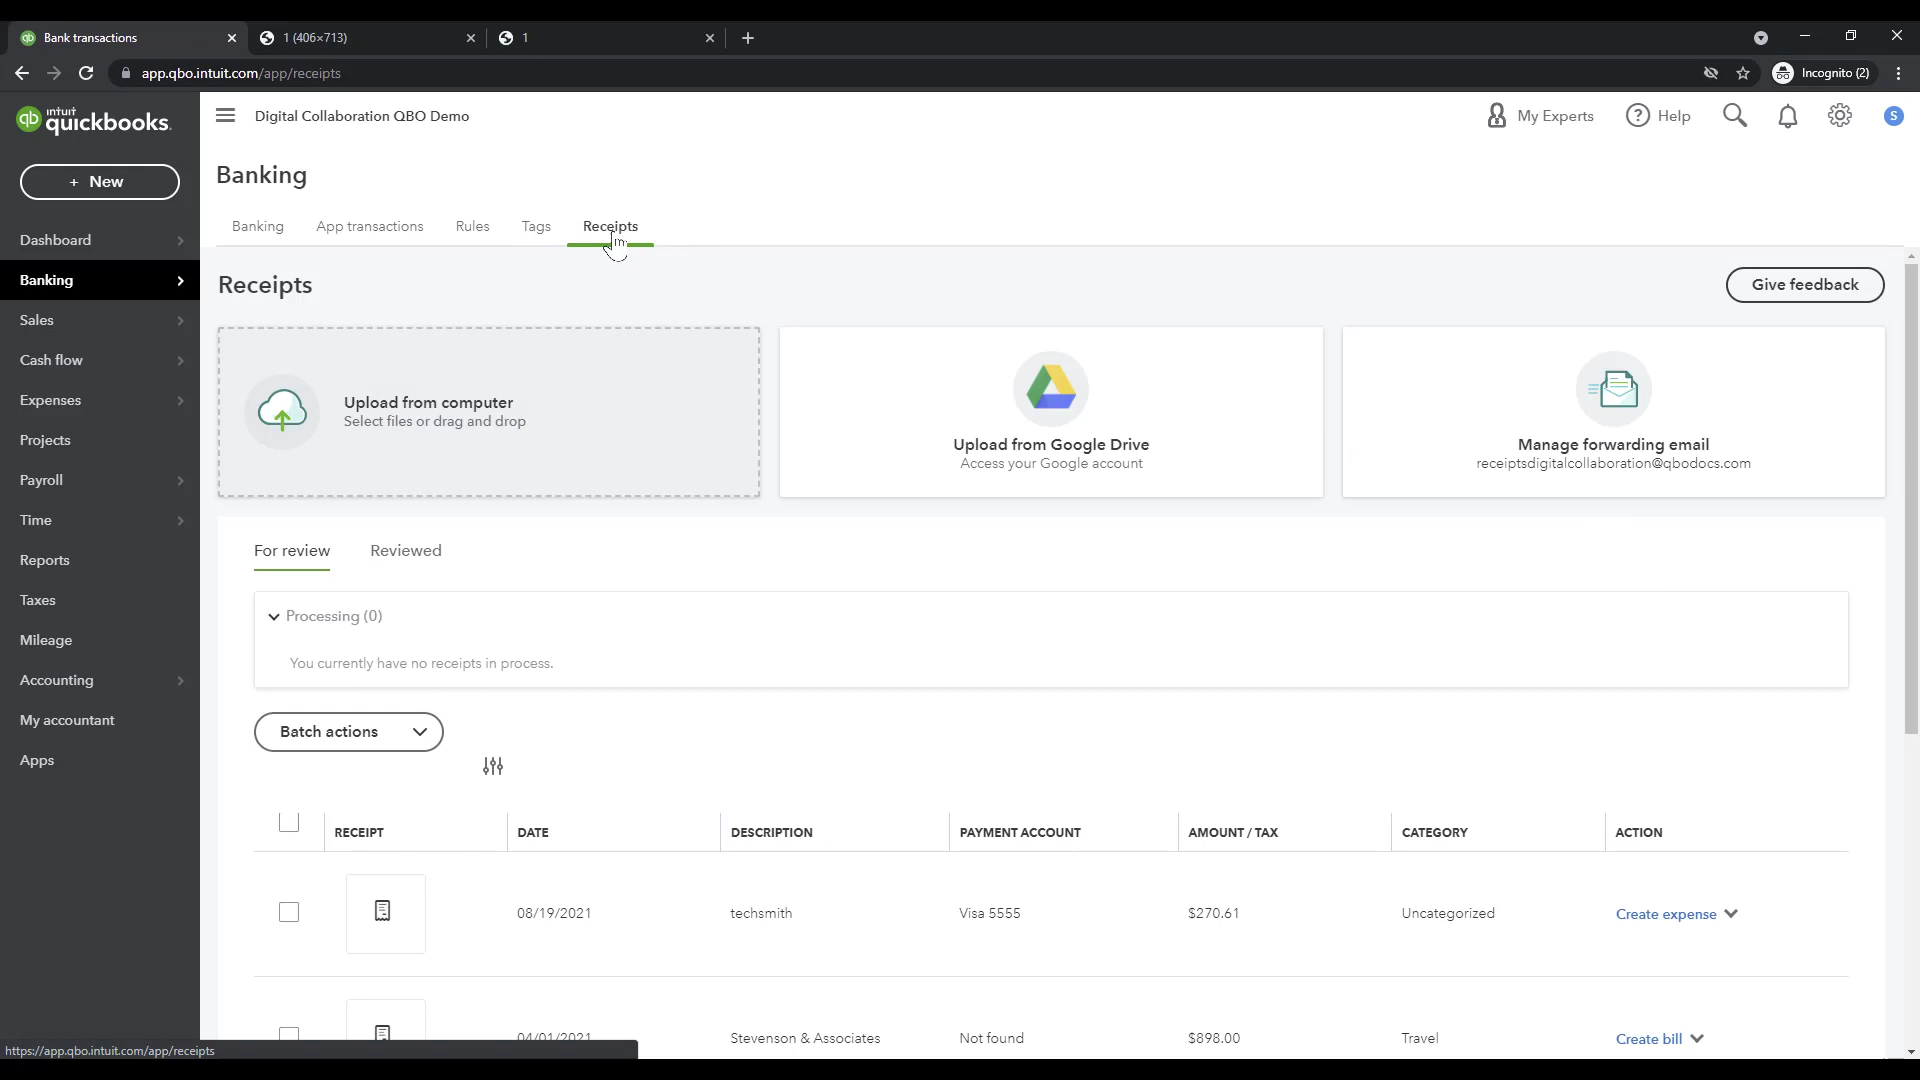 Bank transactions
1 (406×713)
1
app.qbo.intuit.com/app/receipts
Incognito (2)
intuit quickbooks.
Digital Collaboration QBO Demo
My Experts
Help
S
+ New
Dashboard
Banking
Sales
Cash flow
Expenses
Projects
Payroll
Time
Reports
Taxes
Mileage
Accounting
My accountant
Apps
Banking
Banking App transactions Rules Tags Receipts
Receipts
Give feedback
Upload from computer
Select files or drag and drop
Upload from Google Drive
Access your Google account
Manage forwarding email
receiptsdigitalcollaboration@qbodocs.com
For review Reviewed
Processing (0)
You currently have no receipts in process.
Batch actions
RECEIPT DATE DESCRIPTION PAYMENT ACCOUNT AMOUNT / TAX CATEGORY ACTION
08/19/2021 techsmith Visa 5555 $270.61 Uncategorized Create expense
04/01/2021 Stevenson & Associates Not found $898.00 Travel Create bill
https://app.qbo.intuit.com/app/receipts